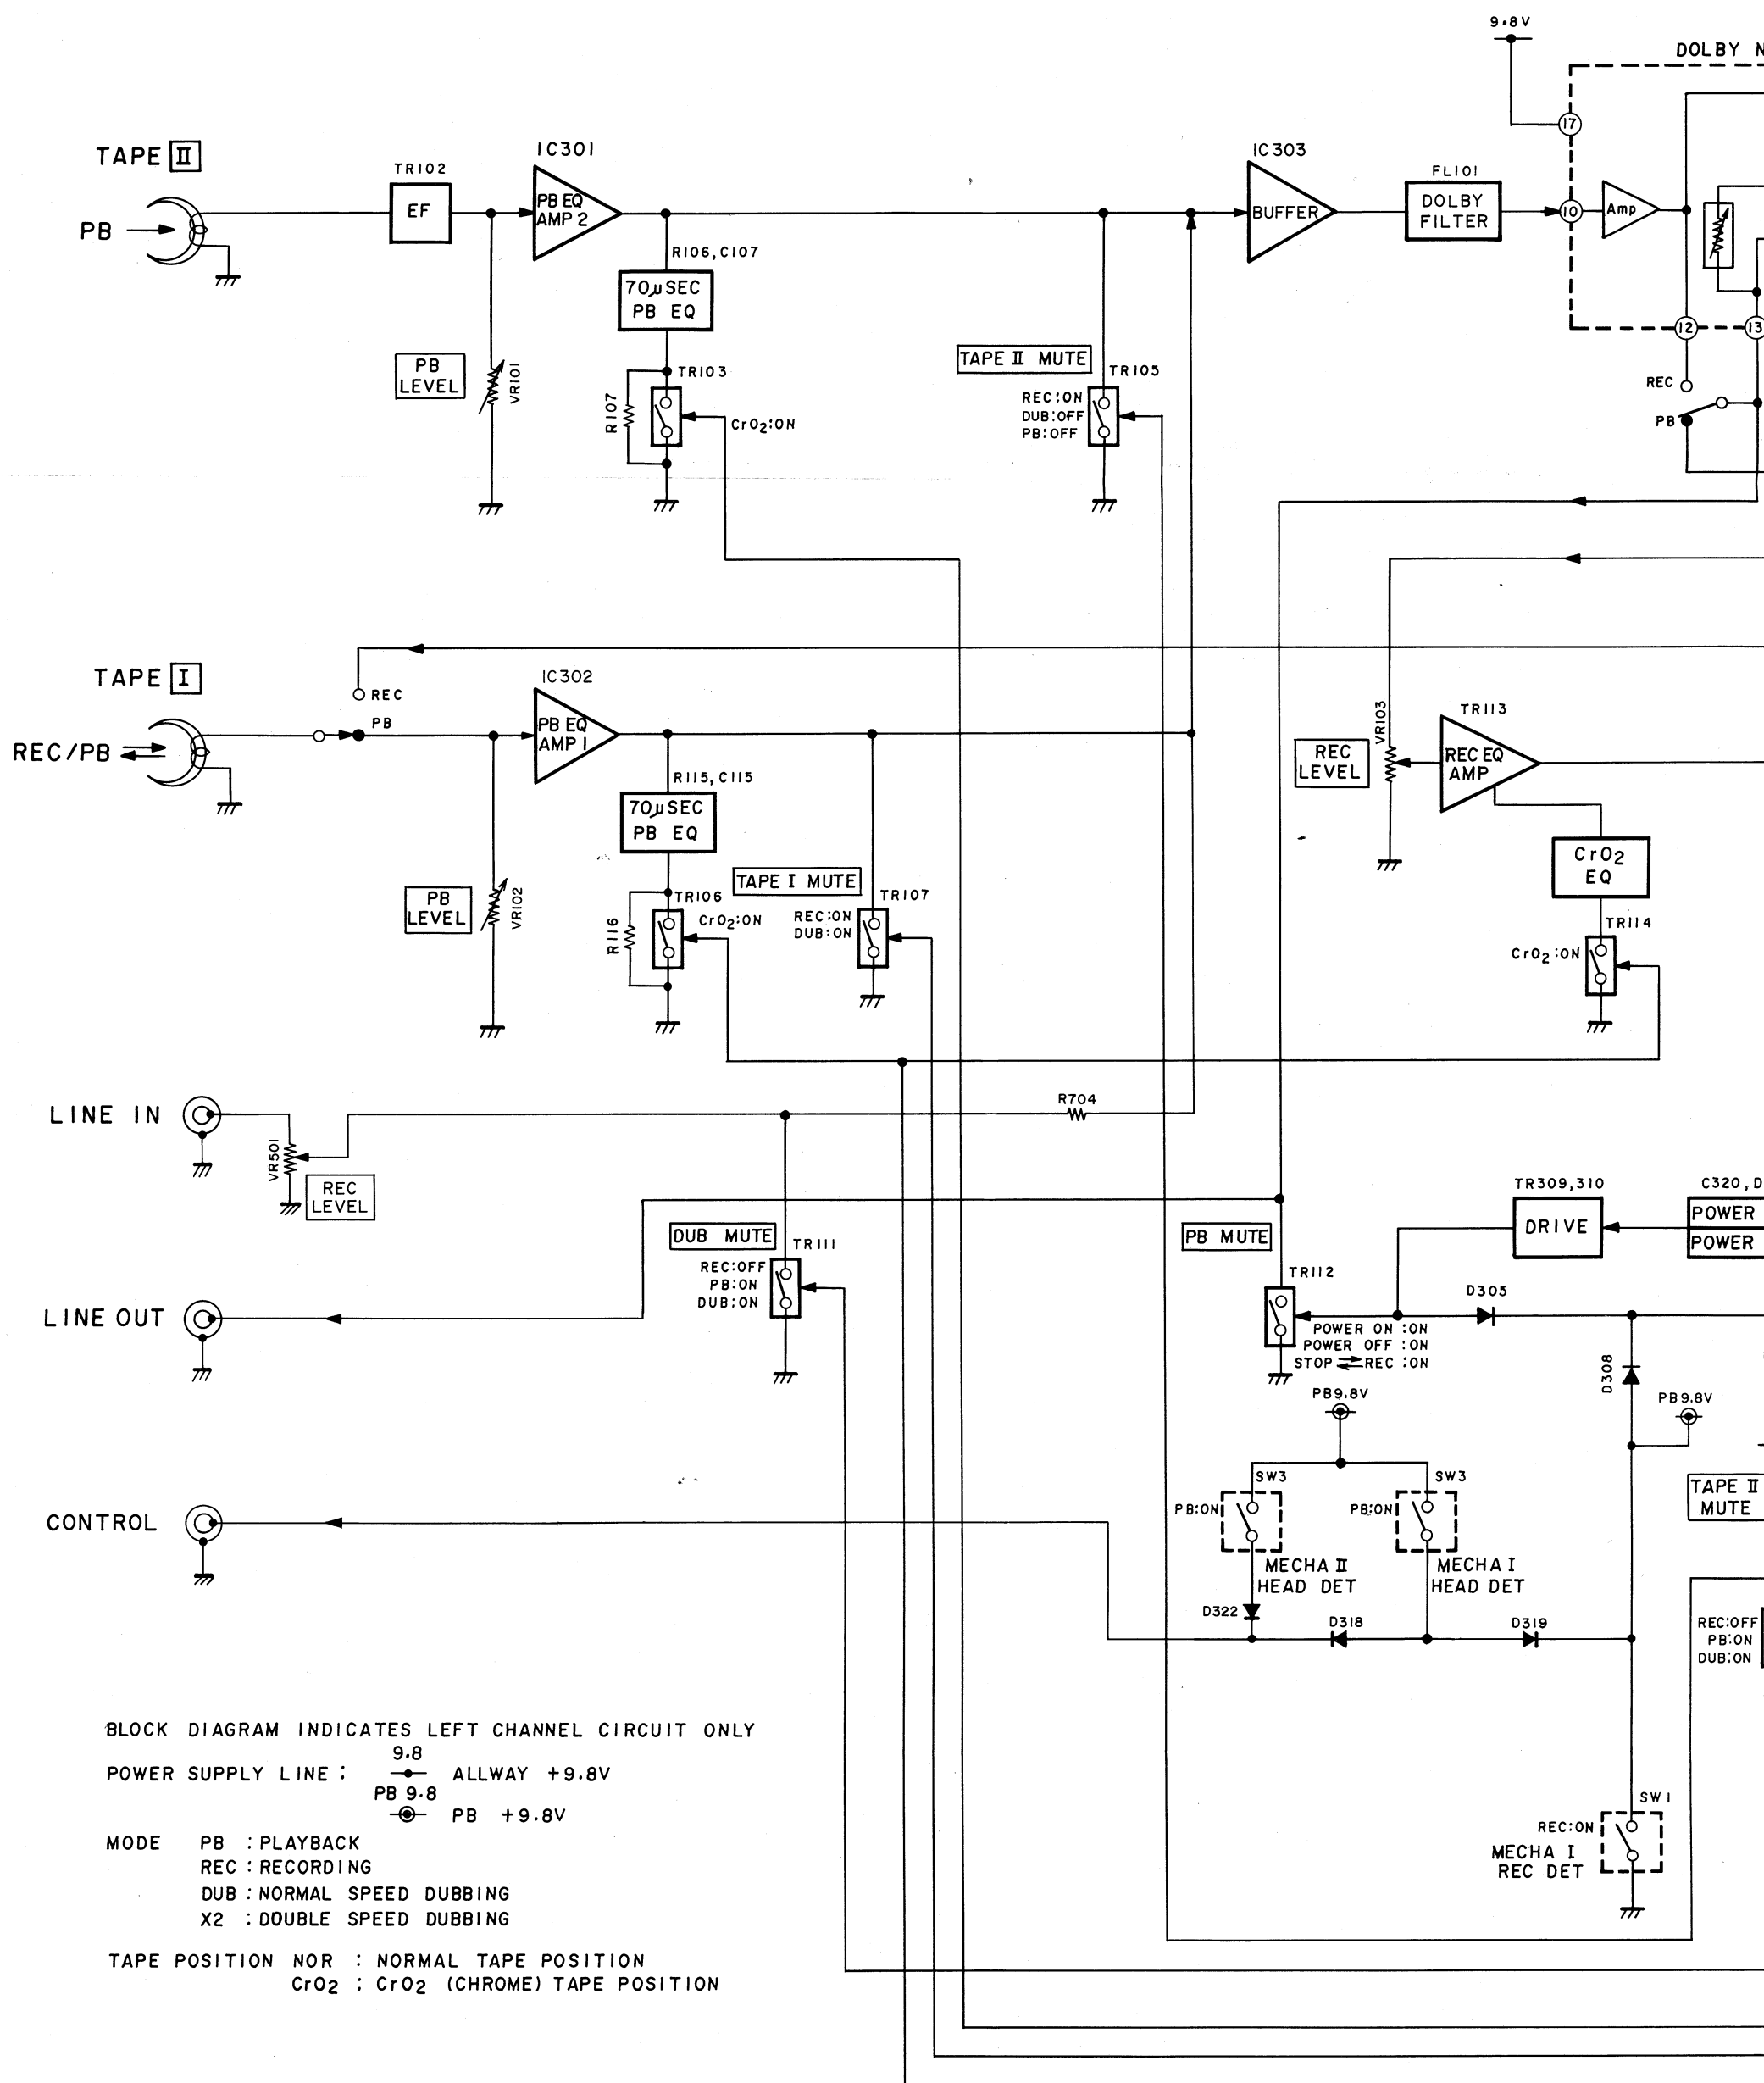 9.8V
DOLBY N
TAPE II
PB
TR102
EF
IC301
PB EQ
AMP 2
R106,C107
70µSEC
PB EQ
PB
LEVEL
VR101
TR103
R107
CrO2:ON
TAPE II MUTE
TR105
REC:ON
DUB:OFF
PB:OFF
IC303
BUFFER
FL101
DOLBY
FILTER
17
10
Amp
12
13
REC
PB
TAPE I
REC/PB
REC
PB
IC302
PB EQ
AMP 1
R115,C115
70µSEC
PB EQ
PB
LEVEL
VR102
TR106
R116
CrO2:ON
TAPE I MUTE
TR107
REC:ON
DUB:ON
VR103
REC
LEVEL
TR113
REC EQ
AMP
CrO2
EQ
TR114
CrO2:ON
LINE IN
VR501
REC
LEVEL
R704
DUB MUTE
TR111
REC:OFF
PB:ON
DUB:ON
PB MUTE
TR112
POWER ON :ON
POWER OFF :ON
STOP ⇄ REC :ON
TR309,310
DRIVE
C320,D
POWER
POWER
D305
D308
PB9.8V
LINE OUT
PB9.8V
SW3
PB:ON
MECHA II
HEAD DET
SW3
PB:ON
MECHA I
HEAD DET
TAPE II
MUTE
CONTROL
D322
D318
D319
REC:OFF
PB:ON
DUB:ON
SW1
REC:ON
MECHA I
REC DET
BLOCK DIAGRAM INDICATES LEFT CHANNEL CIRCUIT ONLY
9.8
POWER SUPPLY LINE : ALLWAY +9.8V
PB 9.8
PB +9.8V
MODE PB : PLAYBACK
REC : RECORDING
DUB : NORMAL SPEED DUBBING
X2 : DOUBLE SPEED DUBBING
TAPE POSITION NOR : NORMAL TAPE POSITION
CrO2 : CrO2 (CHROME) TAPE POSITION